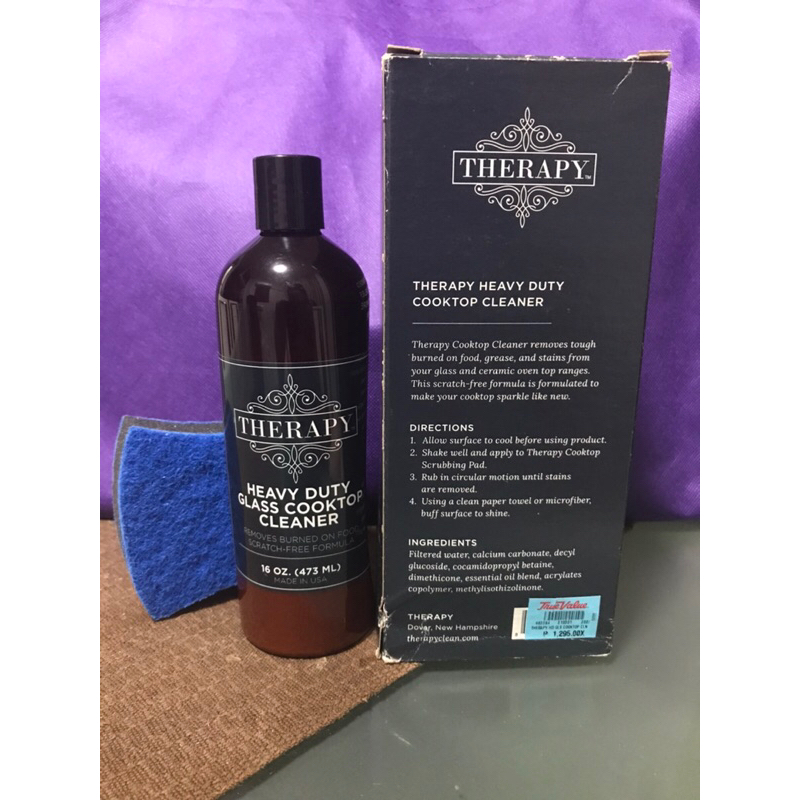 THERAPY
HEAVY DUTY
GLASS COOKTOP
CLEANER
REMOVES BURNED ON FOOD
SCRATCH-FREE FORMULA
16 OZ. (473 ML)
MADE IN USA
THERAPY™
THERAPY HEAVY DUTY
COOKTOP CLEANER
Therapy Cooktop Cleaner removes tough
burned on food, grease, and stains from
your glass and ceramic oven top ranges.
This scratch-free formula is formulated to
make your cooktop sparkle like new.
DIRECTIONS
1. Allow surface to cool before using product.
2. Shake well and apply to Therapy Cooktop
Scrubbing Pad.
3. Rub in circular motion until stains
are removed.
4. Using a clean paper towel or microfiber,
buff surface to shine.
INGREDIENTS
Filtered water, calcium carbonate, decyl
glucoside, cocamidopropyl betaine,
dimethicone, essential oil blend, acrylates
copolymer, methylisothizolinone.
THERAPY
Dover, New Hampshire
therapyclean.com
True Value
P 1,295.00X